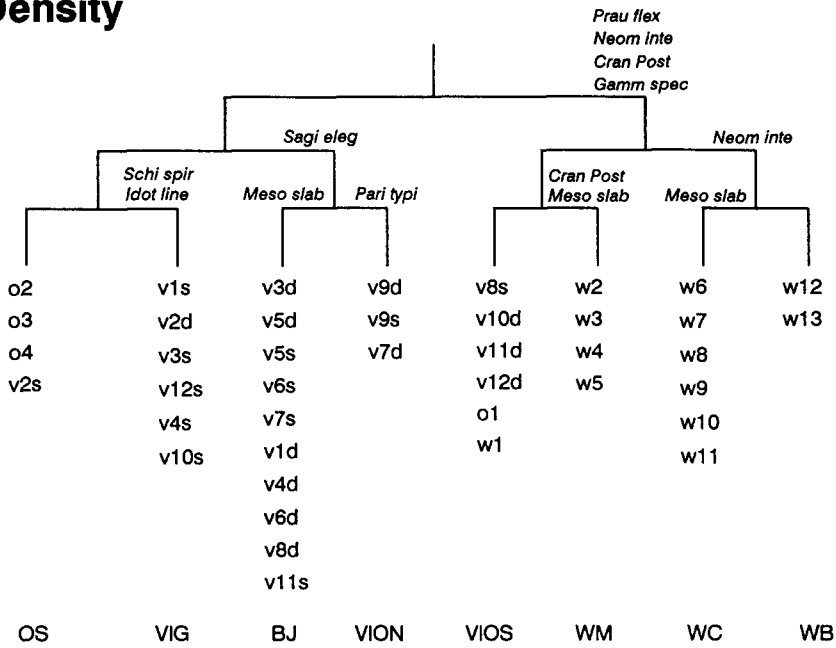 Density
Prau flex
Neom inte
Cran Post
Gamm spec
Sagi eleg
Neom inte
Schi spir
Idot line
Meso slab
Pari typi
Cran Post
Meso slab
Meso slab
o2 v1s v3d v9d v8s w2 w6 w12
o3 v2d v5d v9s v10d w3 w7 w13
o4 v3s v5s v7d v11d w4 w8
v2s v12s v6s v12d w5 w9
v4s v7s o1 w10
v10s v1d w1 w11
v4d
v6d
v8d
v11s
OS VIG BJ VION VIOS WM WC WB